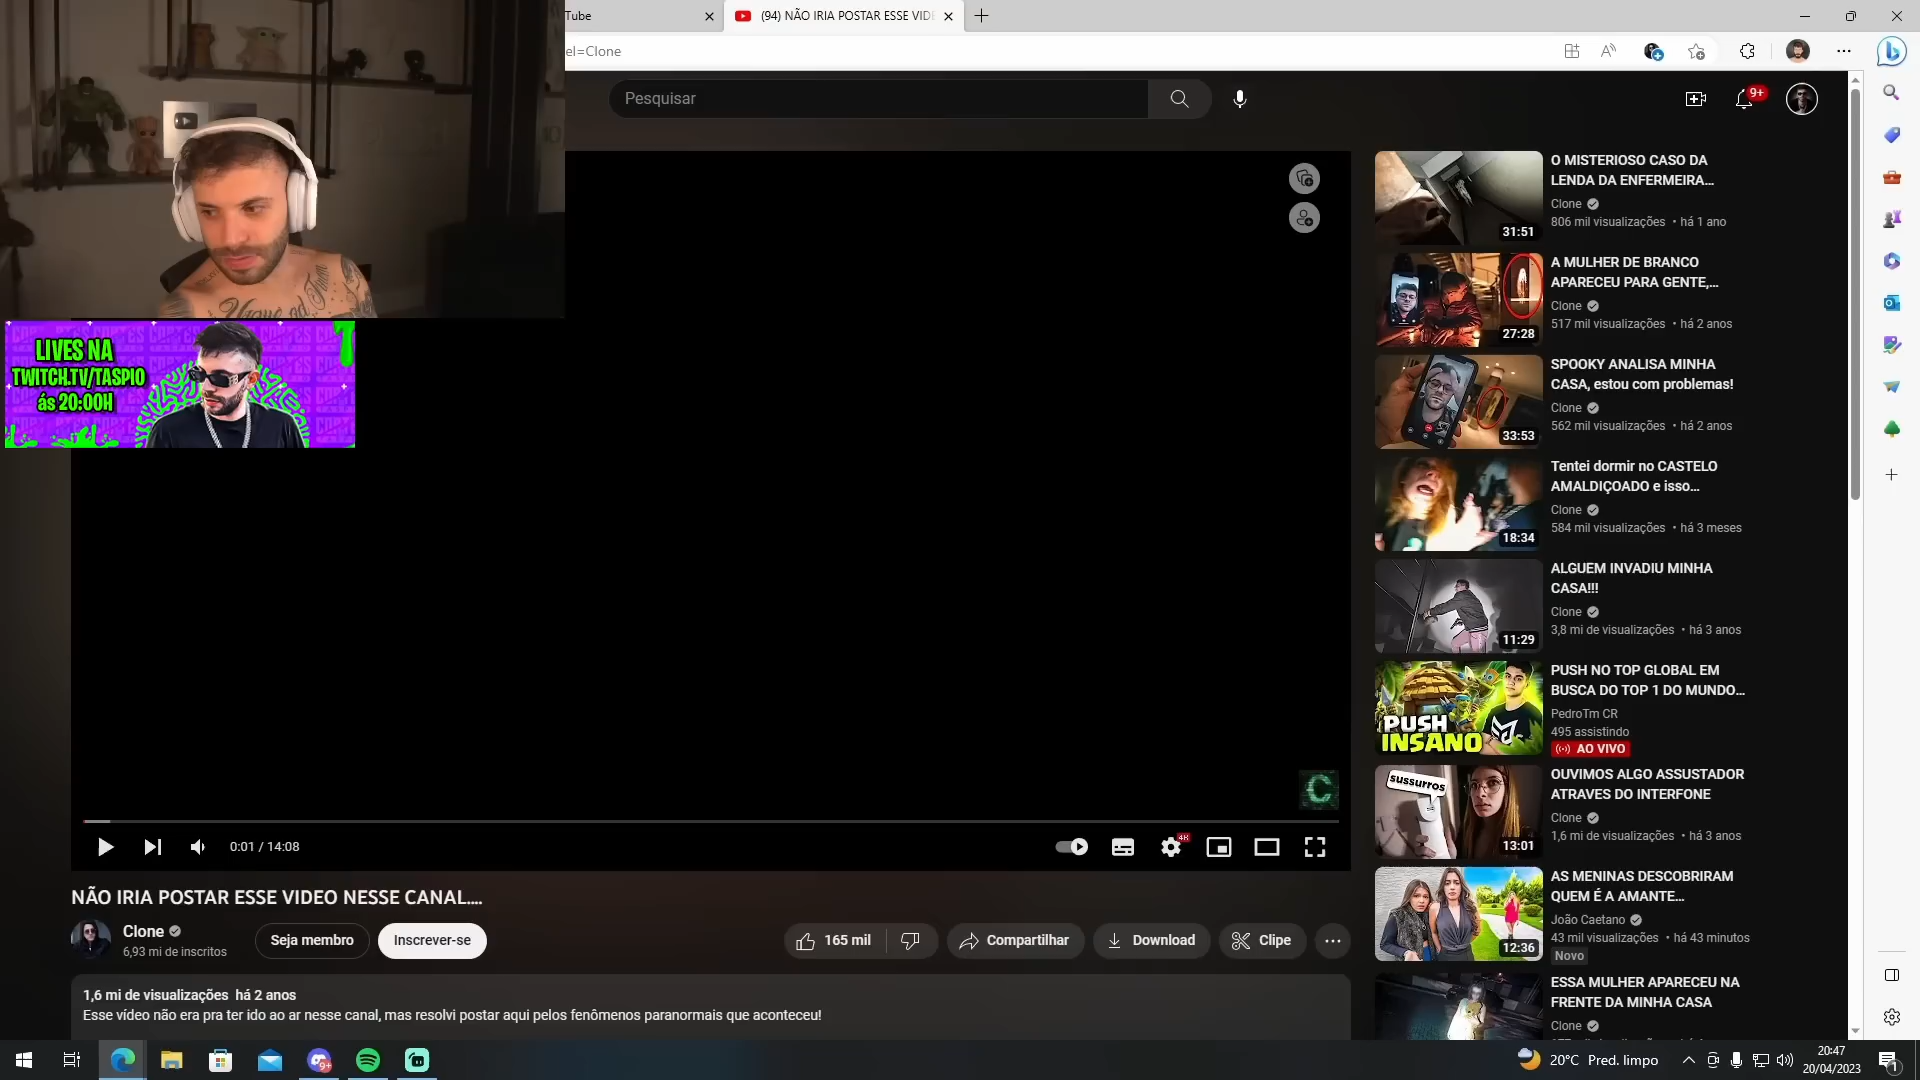 Tube
(94) NÃO IRIA POSTAR ESSE VIDE
el=Clone
Pesquisar
9+
LIVES NA
TWITCH.TV/TASPIO
ás 20:00H
0:01 / 14:08
4K
NÃO IRIA POSTAR ESSE VIDEO NESSE CANAL....
Clone
6,93 mi de inscritos
Seja membro
Inscrever-se
165 mil
Compartilhar
Download
Clipe
1,6 mi de visualizações há 2 anos
Esse vídeo não era pra ter ido ao ar nesse canal, mas resolvi postar aqui pelos fenômenos paranormais que aconteceu!
31:51
O MISTERIOSO CASO DA
LENDA DA ENFERMEIRA...
Clone
806 mil visualizações • há 1 ano
27:28
A MULHER DE BRANCO
APARECEU PARA GENTE,...
Clone
517 mil visualizações • há 2 anos
33:53
SPOOKY ANALISA MINHA
CASA, estou com problemas!
Clone
562 mil visualizações • há 2 anos
18:34
Tentei dormir no CASTELO
AMALDIÇOADO e isso...
Clone
584 mil visualizações • há 3 meses
11:29
ALGUEM INVADIU MINHA
CASA!!!
Clone
3,8 mi de visualizações • há 3 anos
PUSH
INSANO
PUSH NO TOP GLOBAL EM
BUSCA DO TOP 1 DO MUNDO...
PedroTm CR
495 assistindo
AO VIVO
sussurros
13:01
OUVIMOS ALGO ASSUSTADOR
ATRAVES DO INTERFONE
Clone
1,6 mi de visualizações • há 3 anos
12:36
AS MENINAS DESCOBRIRAM
QUEM É A AMANTE...
João Caetano
43 mil visualizações • há 43 minutos
Novo
ESSA MULHER APARECEU NA
FRENTE DA MINHA CASA
Clone
9+
20°C Pred. limpo
20:47
20/04/2023
1